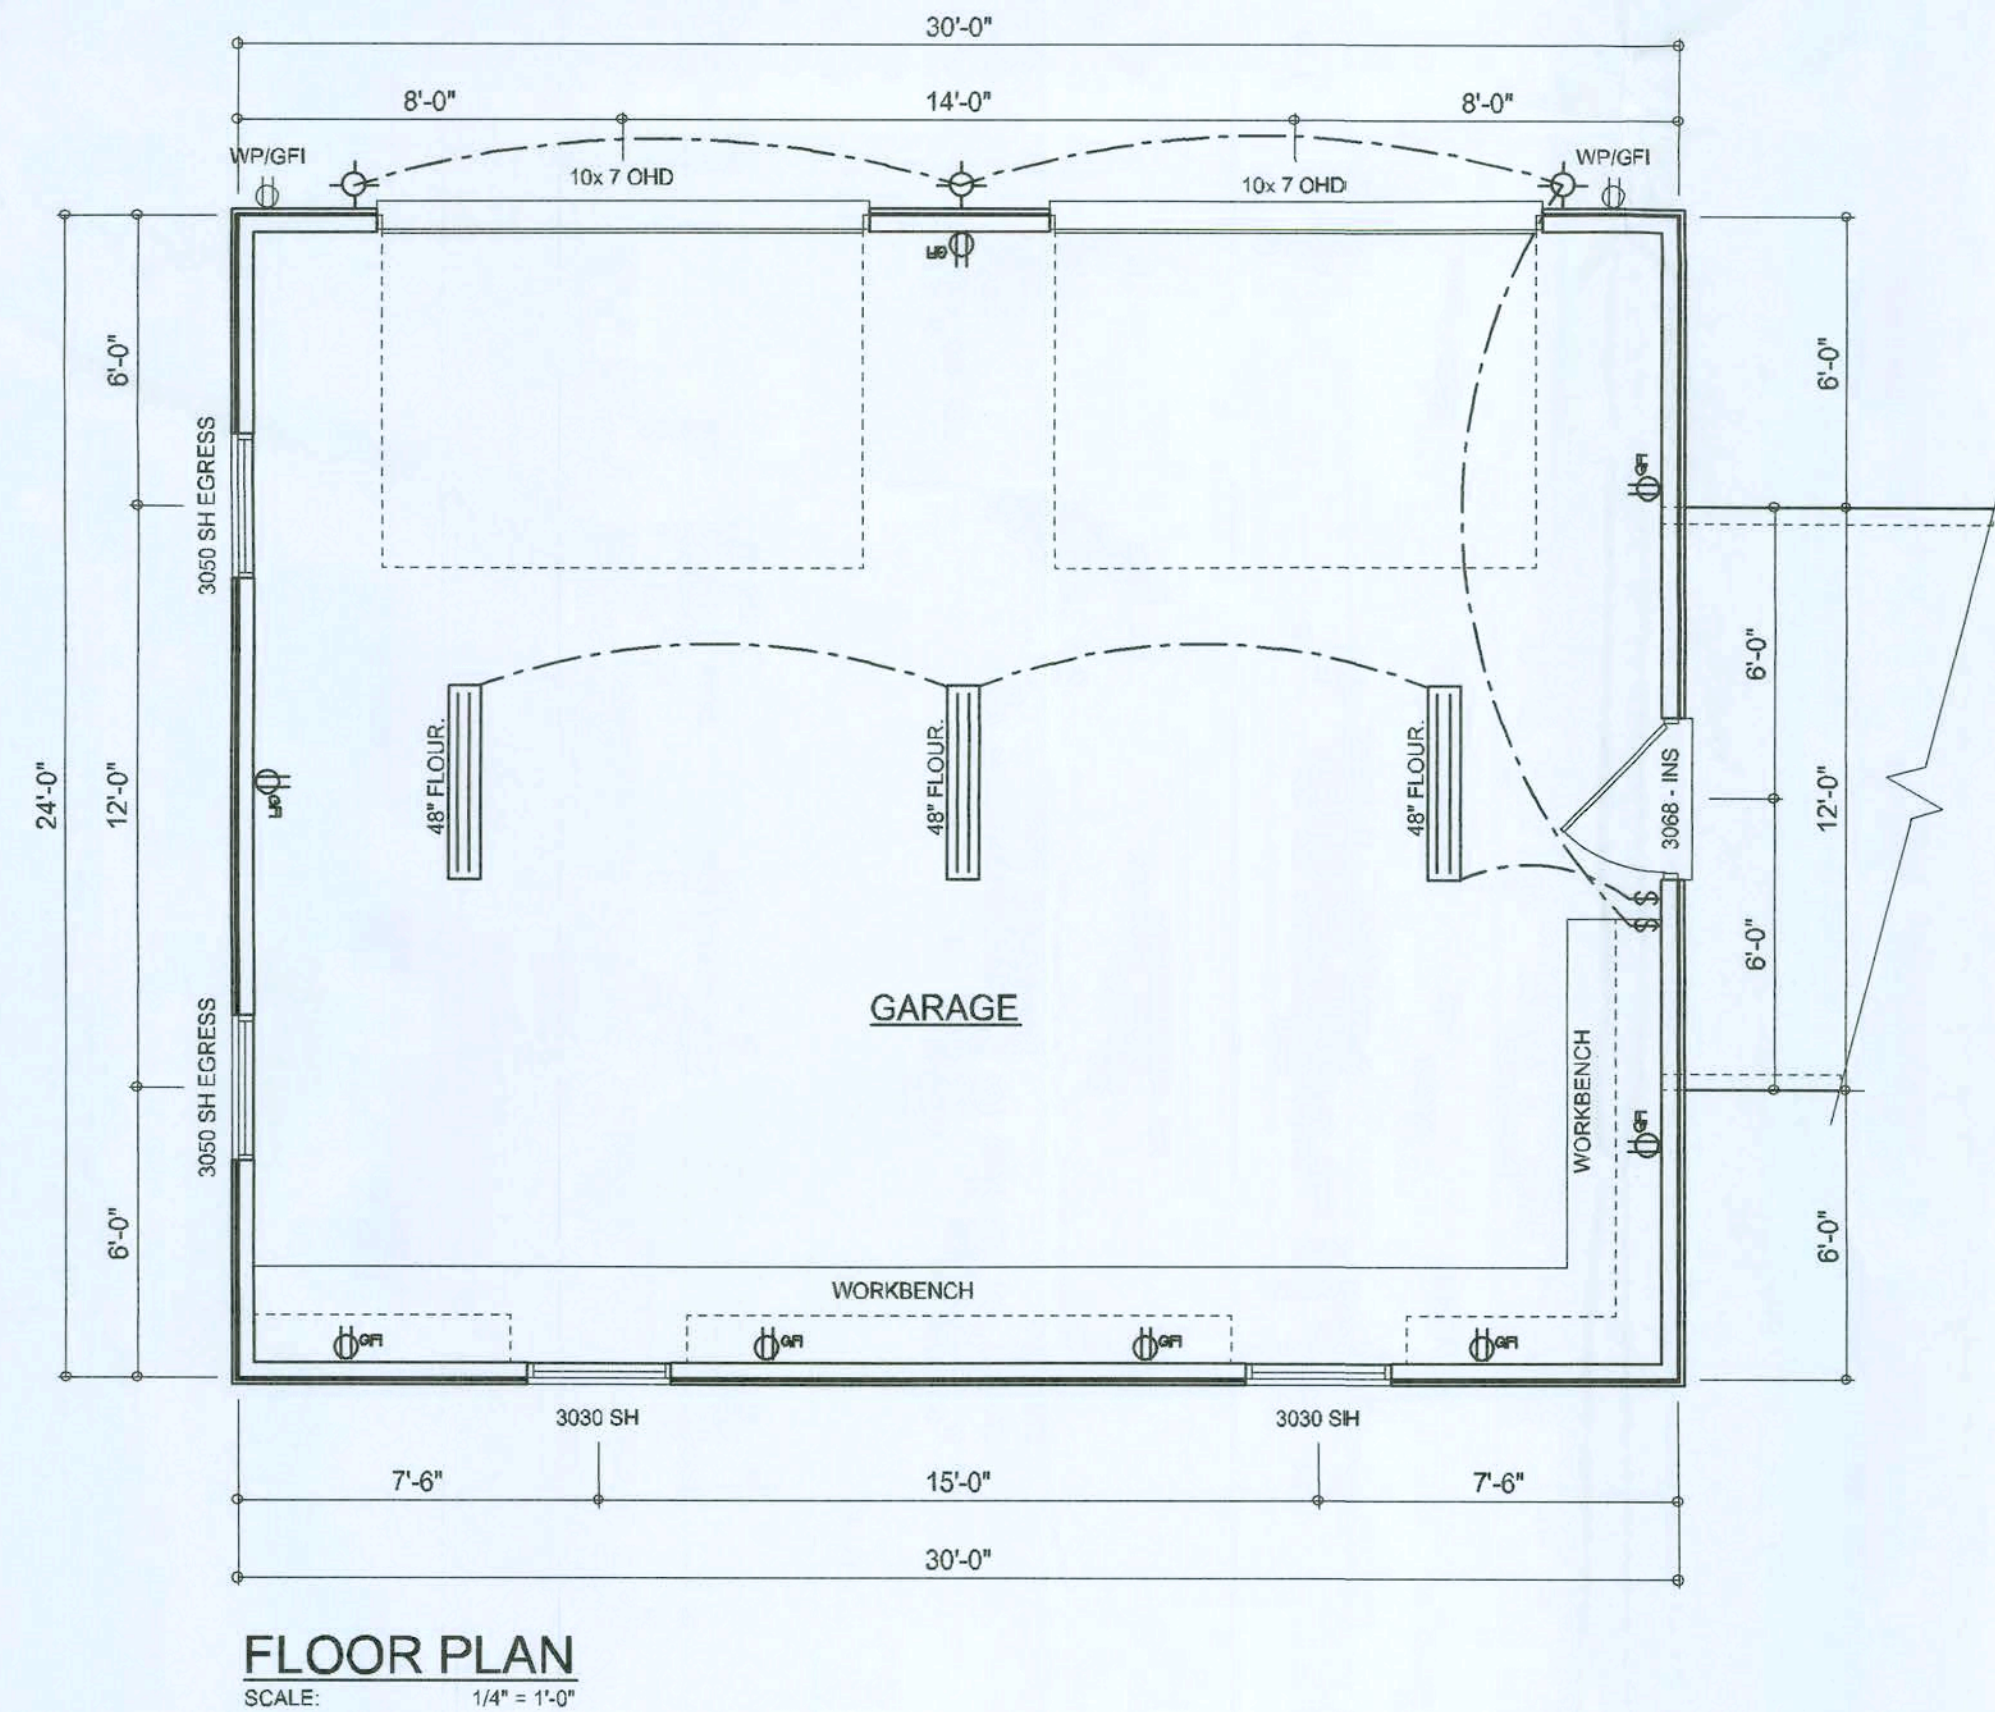 30'-0"
8'-0" 14'-0" 8'-0"
WP/GFI 10x 7 OHD 10x 7 OHD WP/GFI
GFI
6'-0"
6'-0"
3050 SH EGRESS
GFI
6'-0"
48" FLOUR.
48" FLOUR.
48" FLOUR.
3068 - INS
24'-0"
12'-0"
12'-0"
GFI
S
S
6'-0"
GARAGE
3050 SH EGRESS
WORKBENCH
GFI
6'-0"
6'-0"
WORKBENCH
GFI GFI GFI GFI
3030 SH 3030 SH
7'-6" 15'-0" 7'-6"
30'-0"
FLOOR PLAN
SCALE: 1/4" = 1'-0"